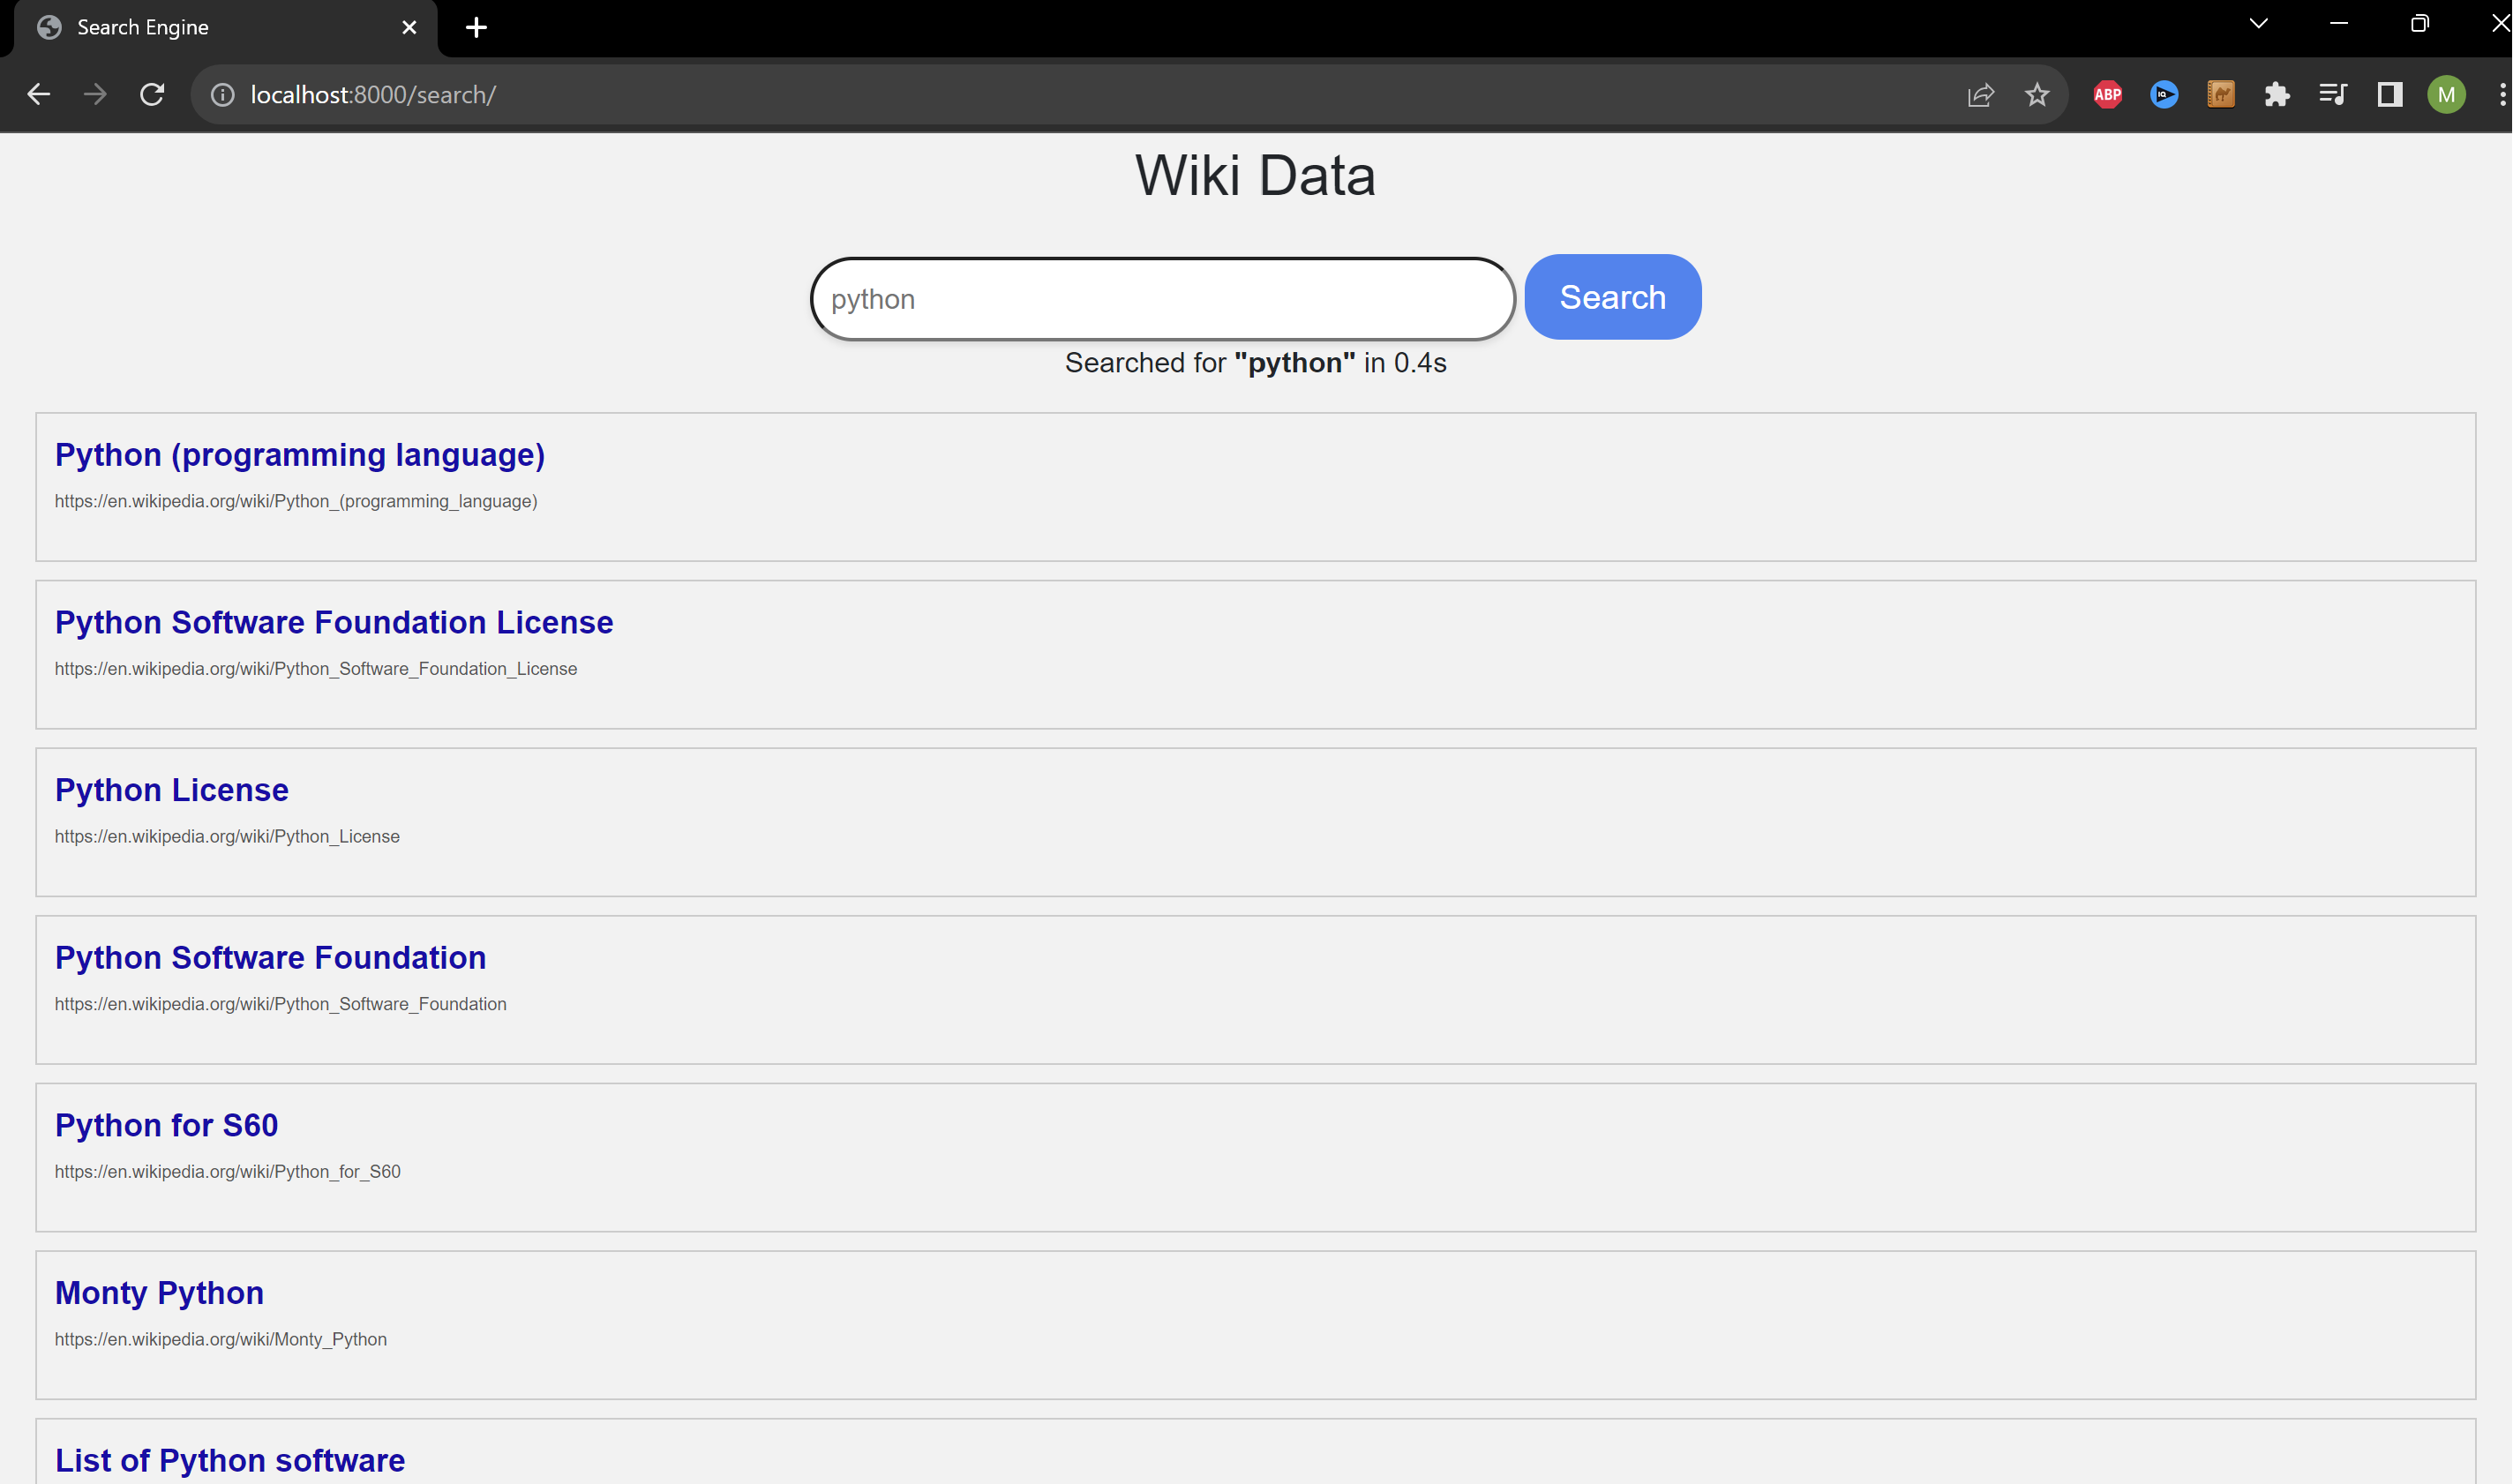 Search Engine
localhost:8000/search/
ABP
IQ
M
Wiki Data
python
Search
Searched for "python" in 0.4s
Python (programming language)
https://en.wikipedia.org/wiki/Python_(programming_language)
Python Software Foundation License
https://en.wikipedia.org/wiki/Python_Software_Foundation_License
Python License
https://en.wikipedia.org/wiki/Python_License
Python Software Foundation
https://en.wikipedia.org/wiki/Python_Software_Foundation
Python for S60
https://en.wikipedia.org/wiki/Python_for_S60
Monty Python
https://en.wikipedia.org/wiki/Monty_Python
List of Python software